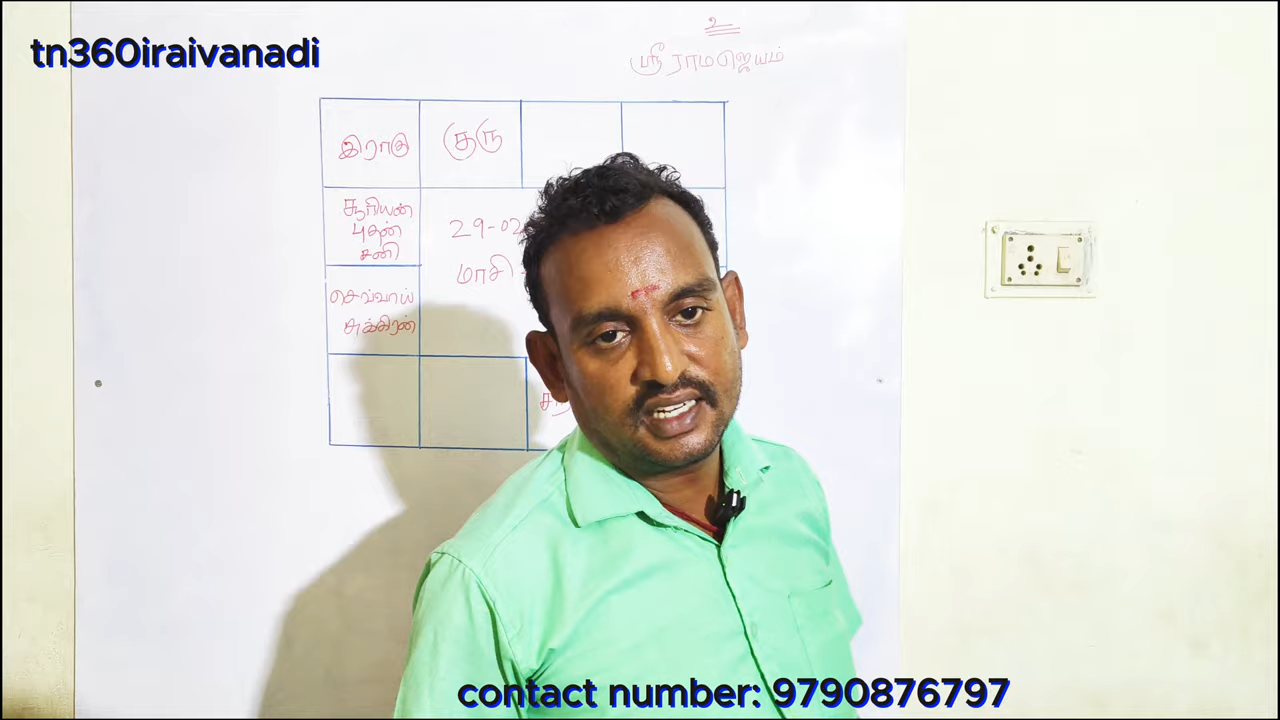 tn360iraivanadi
உ
ஸ்ரீ ராமஜெயம்
இராகு
குரு
சூரியன்
புதன்
சனி
29-02
மாசி
செவ்வாய்
சுக்கிரன்
contact number: 9790876797